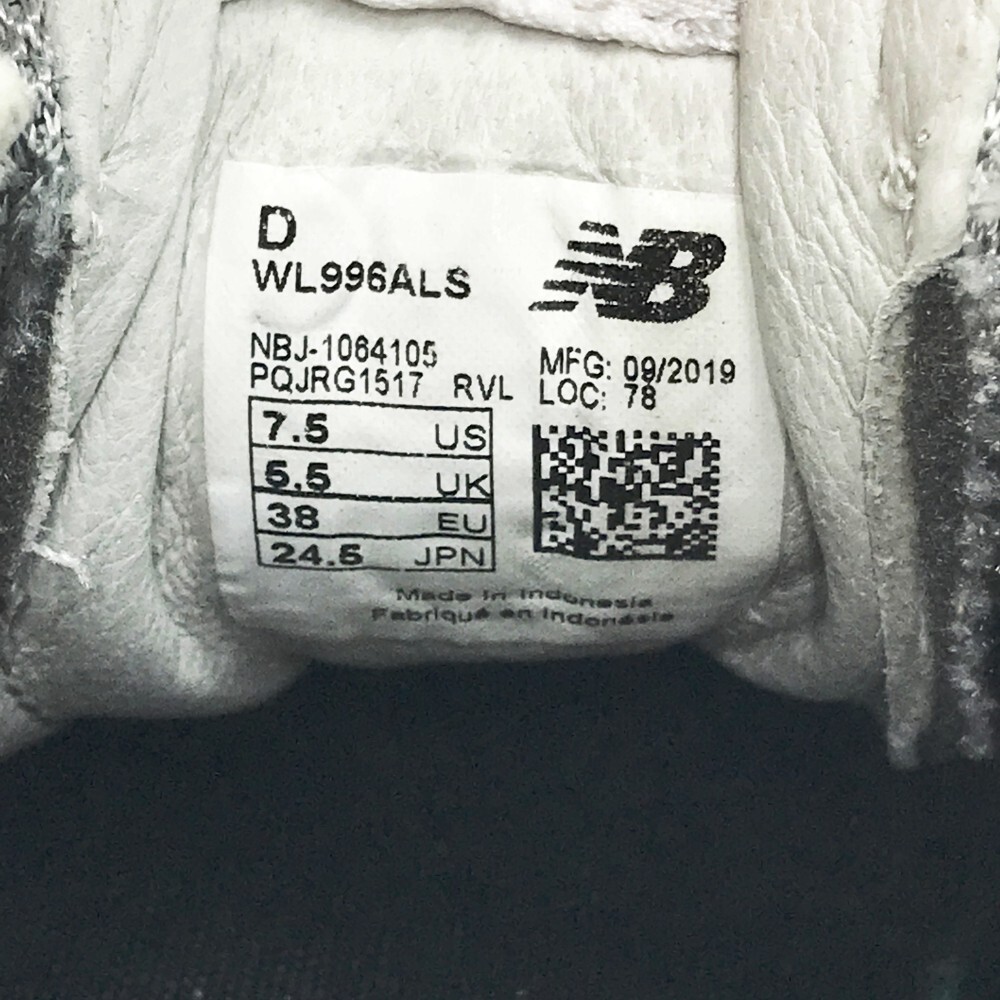 D
WL996ALS
NB
NBJ-1064105
PQJRG1517 RVL
MFG: 09/2019
LOC: 78
7.5 US
5.5 UK
38 EU
24.5 JPN
Made in Indonesia
Fabriqué en Indonésie